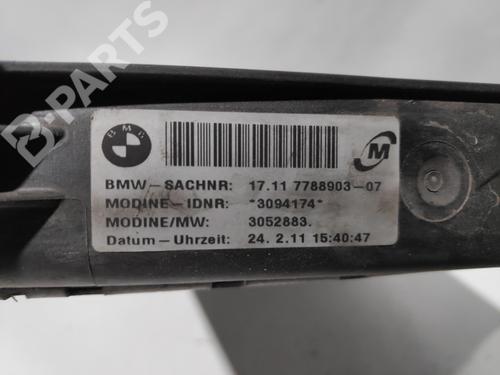 B-PARTS
BMW
M
BMW-SACHNR: 17.11 7788903-07
MODINE-IDNR: *3094174*
MODINE/MW: 3052883.
Datum-Uhrzeit: 24. 2.11 15:40:47